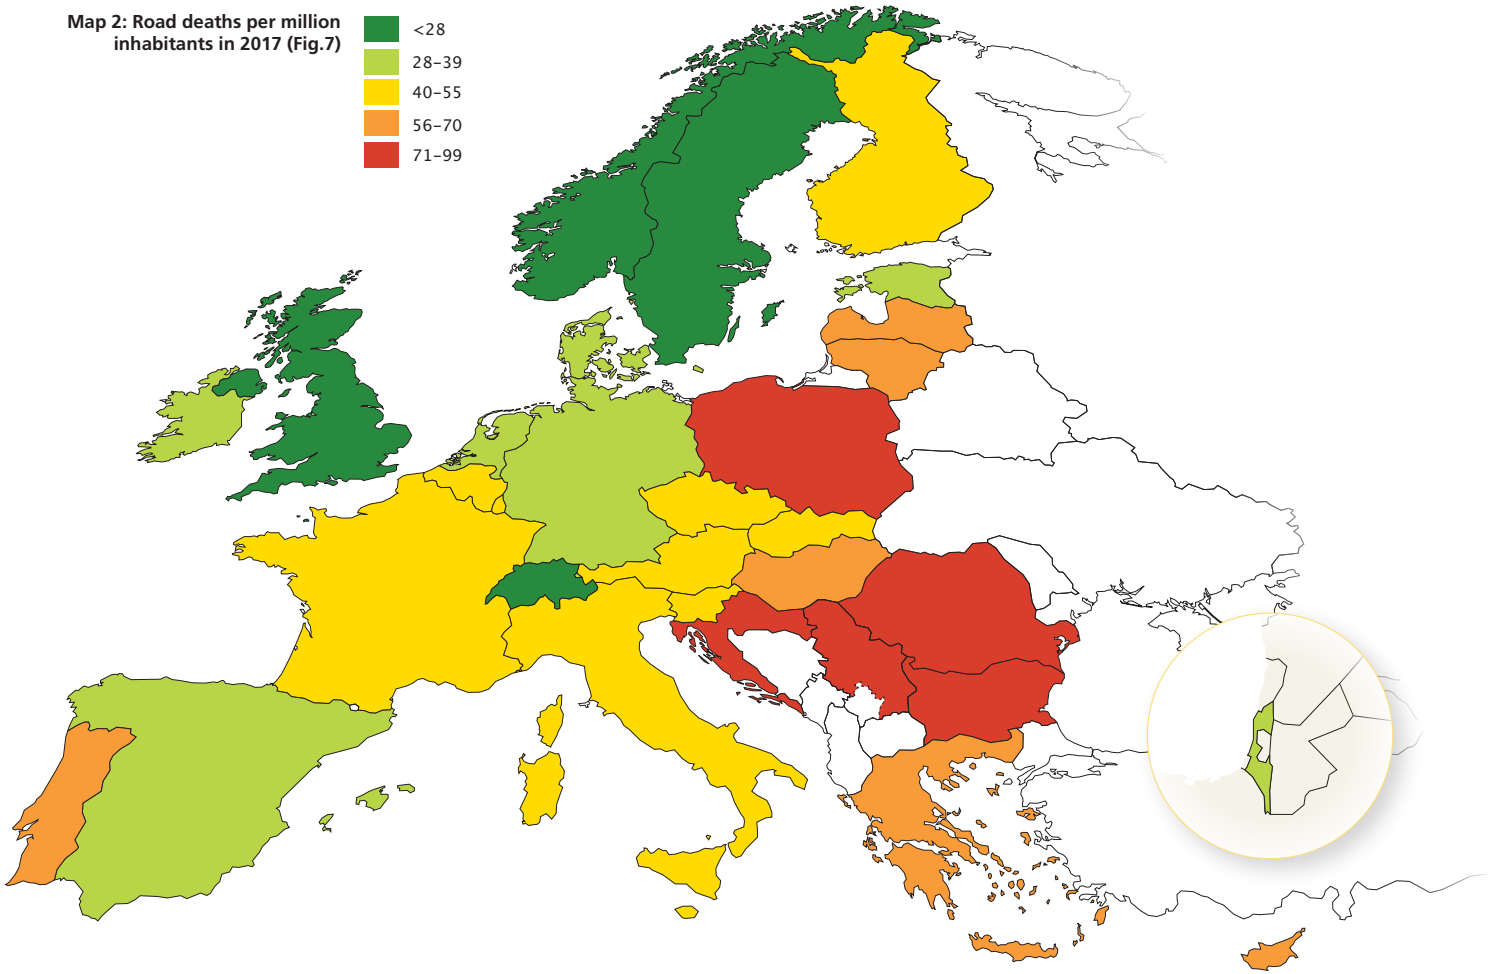 Map 2: Road deaths per million
inhabitants in 2017 (Fig.7)
<28
28–39
40–55
56–70
71–99